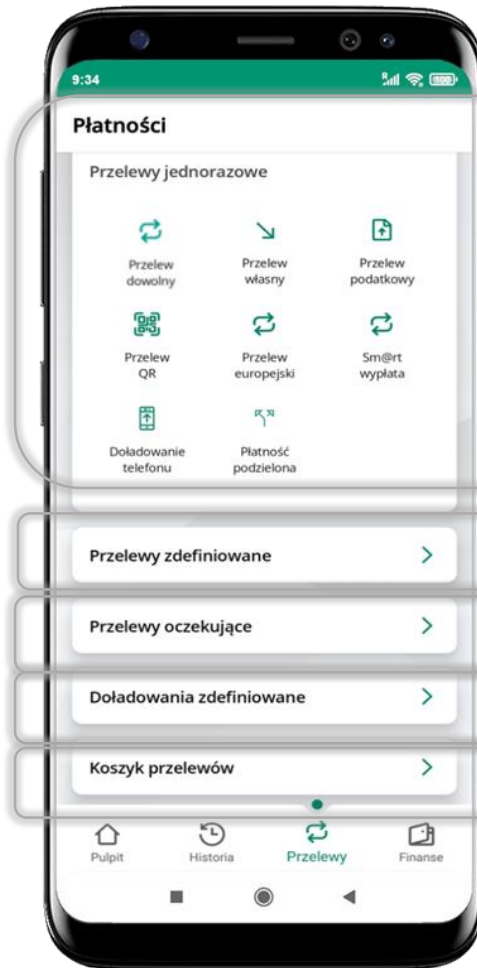 9:34
Płatności
Przelewy jednorazowe
Przelew
dowolny
Przelew
własny
Przelew
podatkowy
Przelew
QR
Przelew
europejski
Sm@rt
wypłata
Doładowanie
telefonu
Płatność
podzielona
Przelewy zdefiniowane
Przelewy oczekujące
Doładowania zdefiniowane
Koszyk przelewów
Pulpit
Historia
Przelewy
Finanse